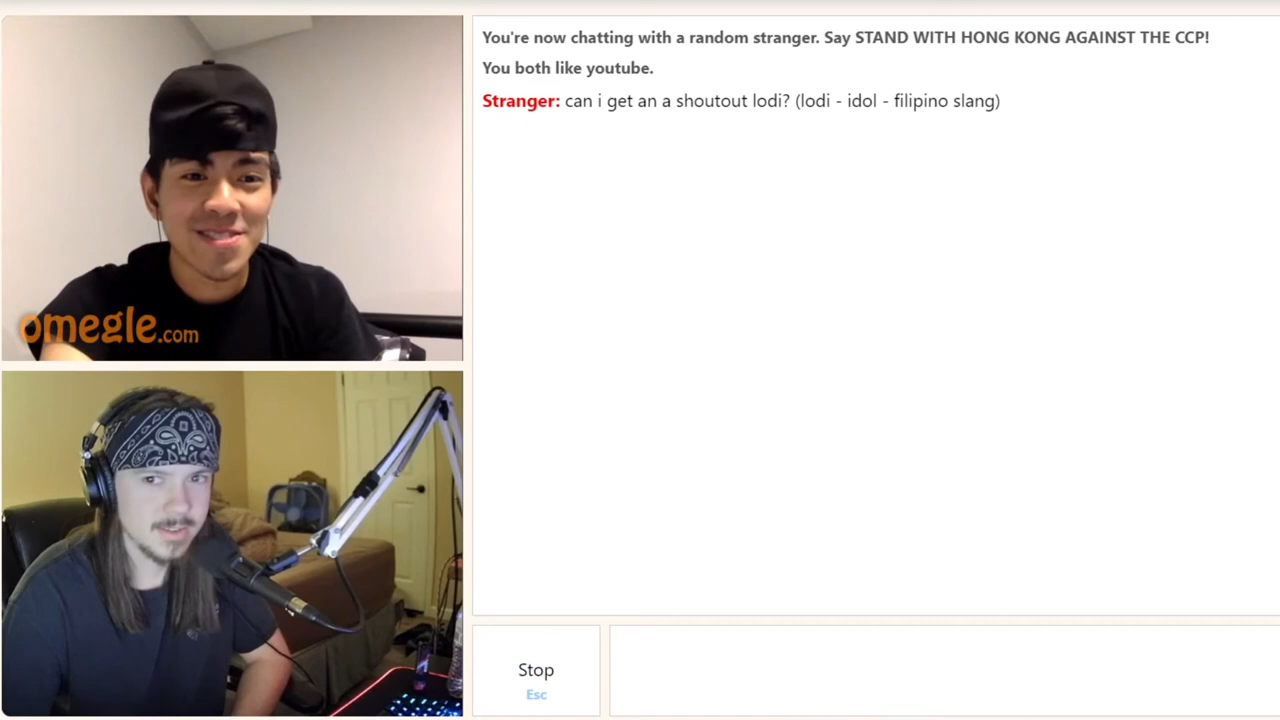 You're now chatting with a random stranger. Say STAND WITH HONG KONG AGAINST THE CCP!
You both like youtube.
Stranger: can i get an a shoutout lodi? (lodi - idol - filipino slang)
omegle.com
Stop
Esc